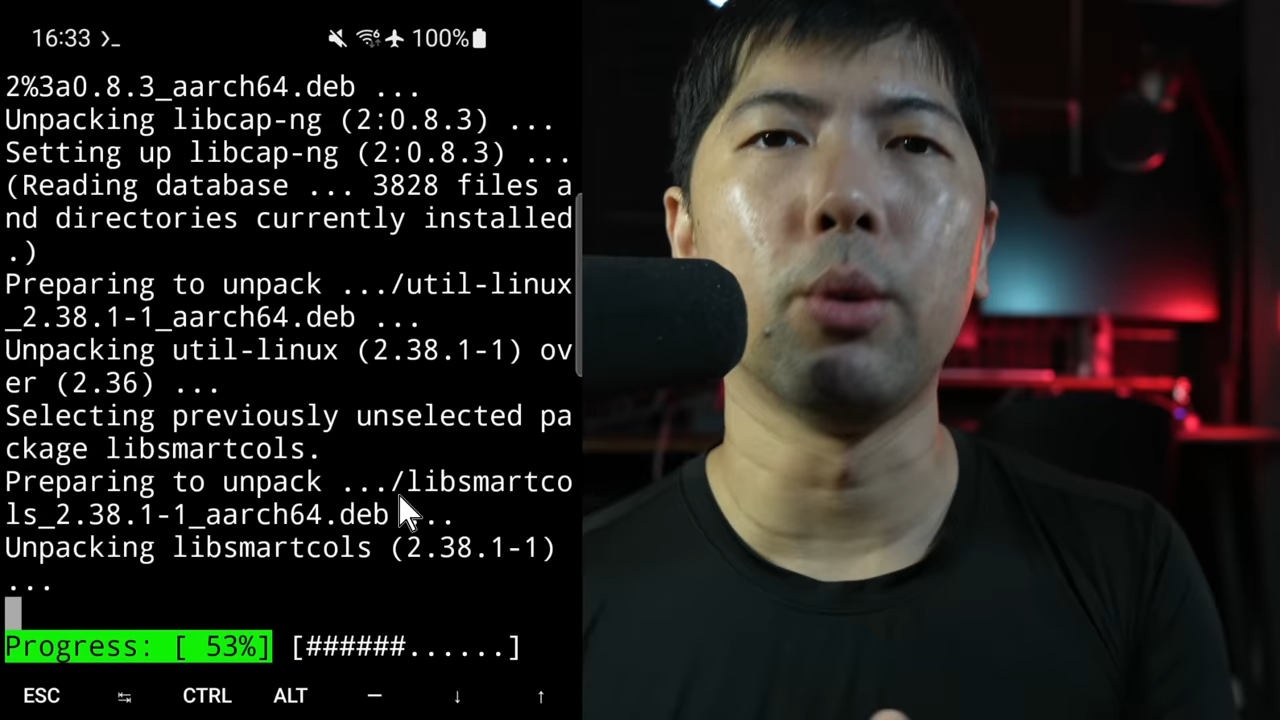 16:33 ❯_ 100%
2%3a0.8.3_aarch64.deb ...
Unpacking libcap-ng (2:0.8.3) ...
Setting up libcap-ng (2:0.8.3) ...
(Reading database ... 3828 files a
nd directories currently installed
.)
Preparing to unpack .../util-linux
_2.38.1-1_aarch64.deb ...
Unpacking util-linux (2.38.1-1) ov
er (2.36) ...
Selecting previously unselected pa
ckage libsmartcols.
Preparing to unpack .../libsmartco
ls_2.38.1-1_aarch64.deb ...
Unpacking libsmartcols (2.38.1-1)
...
Progress: [ 53%] [######......]
ESC ↹ CTRL ALT — ↓ ↑